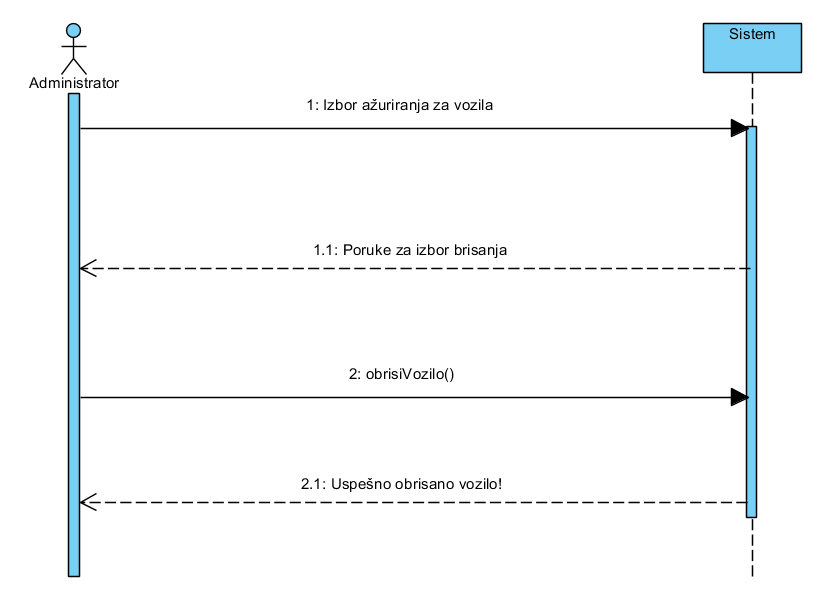 Sistem
Administrator
1: Izbor ažuriranja za vozila
1.1: Poruke za izbor brisanja
2: obrisiVozilo()
2.1: Uspešno obrisano vozilo!